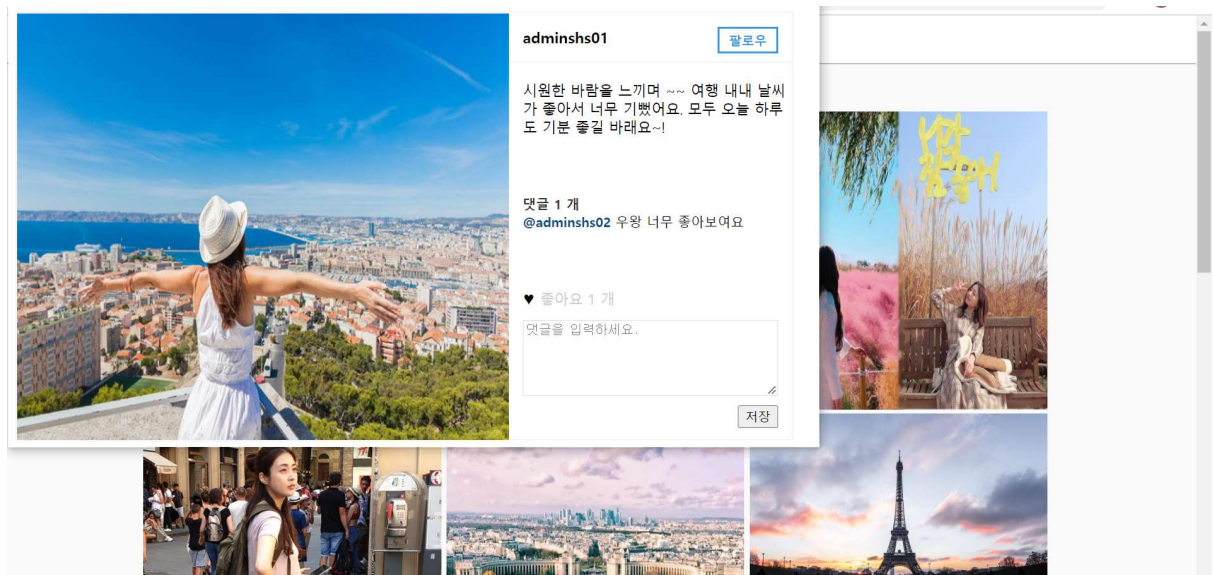 adminshs01
팔로우
시원한 바람을 느끼며 ~~ 여행 내내 날씨
가 좋아서 너무 기뻤어요. 모두 오늘 하루
도 기분 좋길 바래요~!
댓글 1 개
@adminshs02 우왕 너무 좋아보여요
♥ 좋아요 1 개
댓글을 입력하세요.
저장